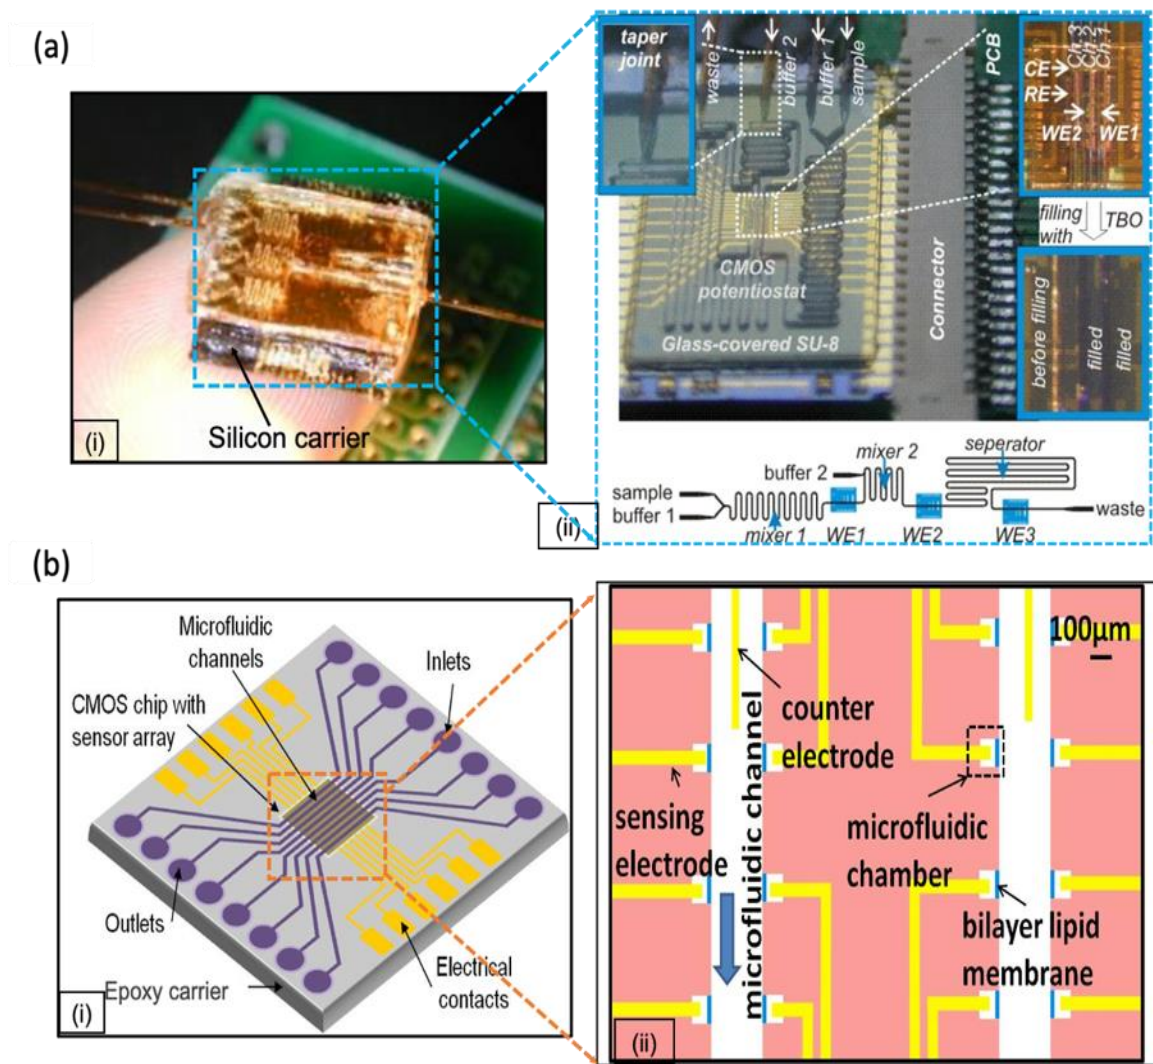 (a)
Silicon carrier
(i)
taper
joint
waste
buffer 2
buffer 1
sample
PCB
Ch.3
Ch.2
Ch.1
CE
RE
WE2
WE1
filling
with
TBO
CMOS
potentiostat
Connector
Glass-covered SU-8
before filling
filled
filled
(ii)
sample
buffer 1
mixer 1
buffer 2
WE1
mixer 2
WE2
seperator
WE3
waste
(b)
Microfluidic
channels
Inlets
CMOS chip with
sensor array
Outlets
Epoxy carrier
Electrical
contacts
(i)
100µm
counter
electrode
microfluidic channel
sensing
electrode
microfluidic
chamber
bilayer lipid
membrane
(ii)